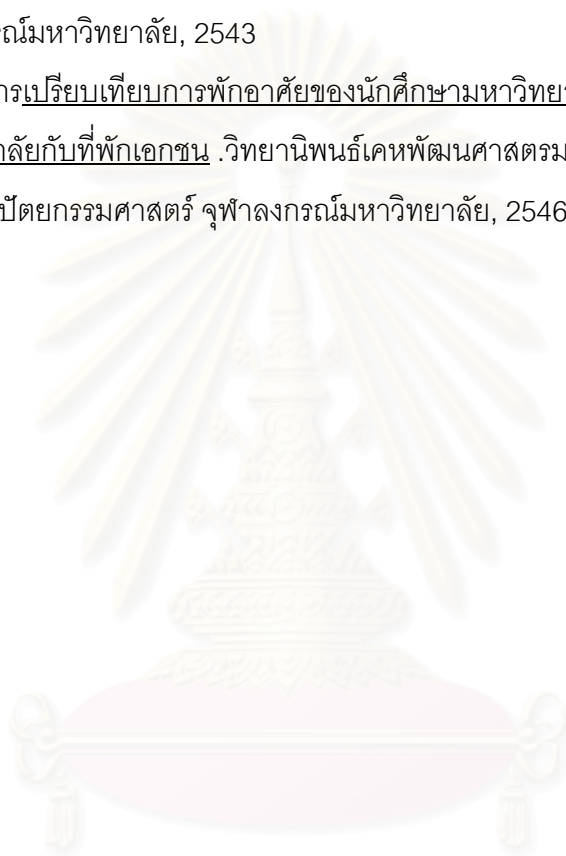 รณ์มหาวิทยาลัย, 2543
การเปรียบเทียบการพักอาศัยของนักศึกษามหาวิทยา
าลัยกับที่พักเอกชน .วิทยานิพนธ์เคหพัฒนศาสตรม
ปัตยกรรมศาสตร์ จุฬาลงกรณ์มหาวิทยาลัย, 2546